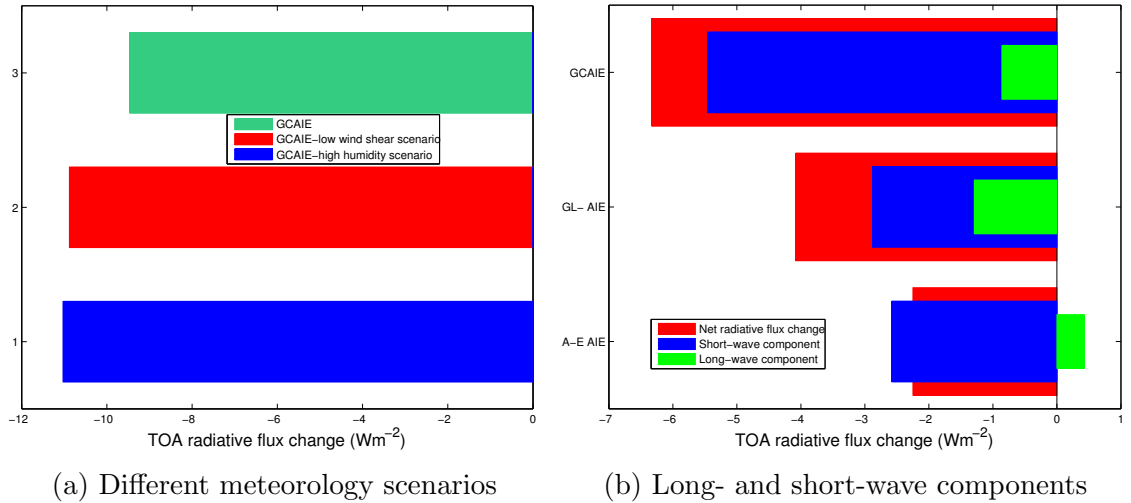 3
2
1
GCAIE
GCAIE−low wind shear scenario
GCAIE−high humidity scenario
−12
−10
−8
−6
−4
−2
0
TOA radiative flux change (Wm−2)
(a) Different meteorology scenarios
GCAIE
GL− AIE
A−E AIE
Net radiative flux change
Short−wave component
Long−wave component
−7
−6
−5
−4
−3
−2
−1
0
1
TOA radiative flux change (Wm−2)
(b) Long- and short-wave components